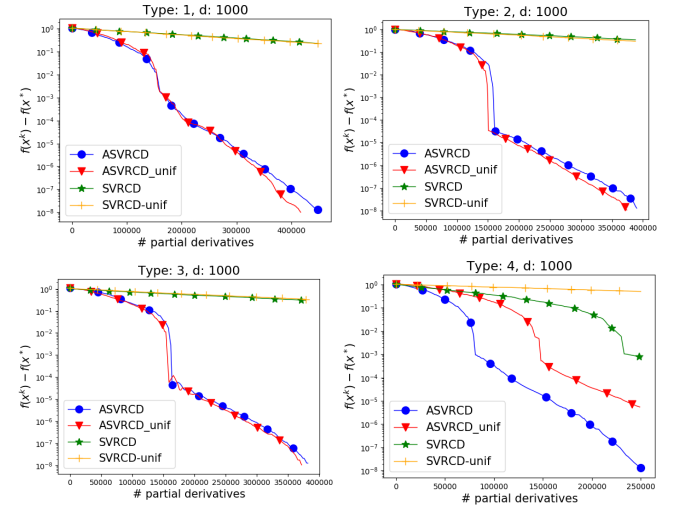 Type: 1, d: 1000
f(x^k) − f(x^*)
10^0
10^-1
10^-2
10^-3
10^-4
10^-5
10^-6
10^-7
10^-8
ASVRCD
ASVRCD_unif
SVRCD
SVRCD-unif
0 100000 200000 300000 400000
# partial derivatives
Type: 2, d: 1000
f(x^k) − f(x^*)
10^0
10^-1
10^-2
10^-3
10^-4
10^-5
10^-6
10^-7
10^-8
ASVRCD
ASVRCD_unif
SVRCD
SVRCD-unif
0 50000 100000 150000 200000 250000 300000 350000 400000
# partial derivatives
Type: 3, d: 1000
f(x^k) − f(x^*)
10^0
10^-1
10^-2
10^-3
10^-4
10^-5
10^-6
10^-7
10^-8
ASVRCD
ASVRCD_unif
SVRCD
SVRCD-unif
0 50000 100000 150000 200000 250000 300000 350000 400000
# partial derivatives
Type: 4, d: 1000
f(x^k) − f(x^*)
10^0
10^-1
10^-2
10^-3
10^-4
10^-5
10^-6
10^-7
10^-8
ASVRCD
ASVRCD_unif
SVRCD
SVRCD-unif
0 50000 100000 150000 200000 250000
# partial derivatives